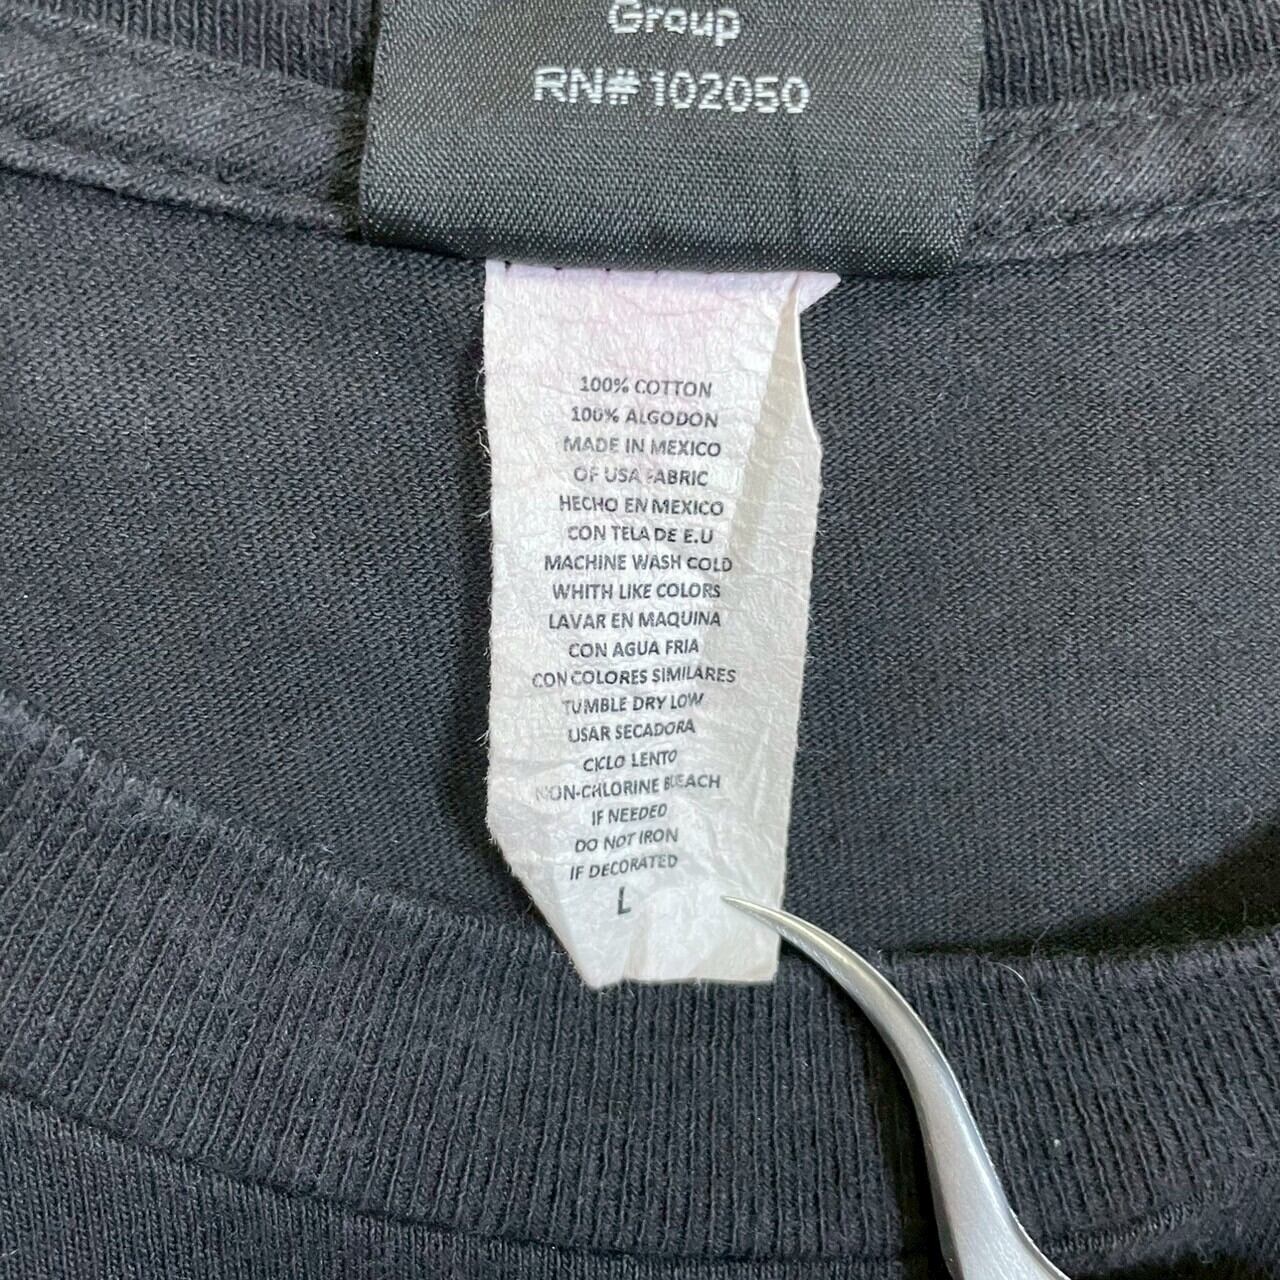 Group
RN#102050
100% COTTON
100% ALGODON
MADE IN MEXICO
OF USA FABRIC
HECHO EN MEXICO
CON TELA DE E.U
MACHINE WASH COLD
WHITH LIKE COLORS
LAVAR EN MAQUINA
CON AGUA FRIA
CON COLORES SIMILARES
TUMBLE DRY LOW
USAR SECADORA
CICLO LENTO
NON-CHLORINE BLEACH
IF NEEDED
DO NOT IRON
IF DECORATED
L